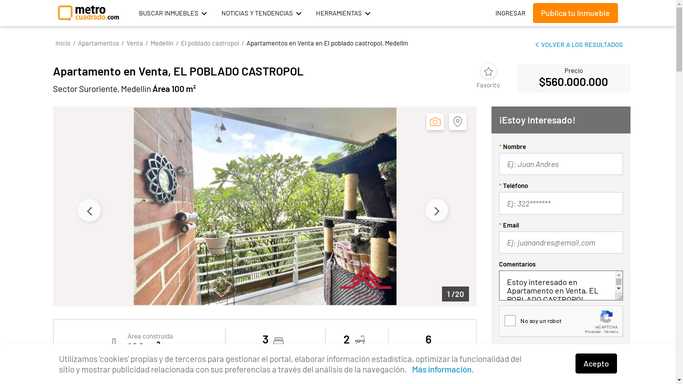 metro
cuadrado.com
BUSCAR INMUEBLES
NOTICIAS Y TENDENCIAS
HERRAMIENTAS
INGRESAR
Publica tu Inmueble
Inicio / Apartamentos / Venta / Medellin / El poblado castropol / Apartamentos en Venta en El poblado castropol, Medellin
VOLVER A LOS RESULTADOS
Apartamento en Venta, EL POBLADO CASTROPOL
Sector Suroriente, Medellin Área 100 m²
Favorito
Precio
$560.000.000
1 / 20
¡Estoy Interesado!
* Nombre
Ej: Juan Andres
* Teléfono
Ej: 322*******
* Email
Ej: juanandres@email.com
Comentarios
Estoy interesado en
Apartamento en Venta, EL
POBLADO CASTROPOL
No soy un robot
reCAPTCHA
Privacidad - Términos
Área construida
3
2
6
Utilizamos 'cookies' propias y de terceros para gestionar el portal, elaborar información estadística, optimizar la funcionalidad del
sitio y mostrar publicidad relacionada con sus preferencias a través del análisis de la navegación. Más información.
Acepto